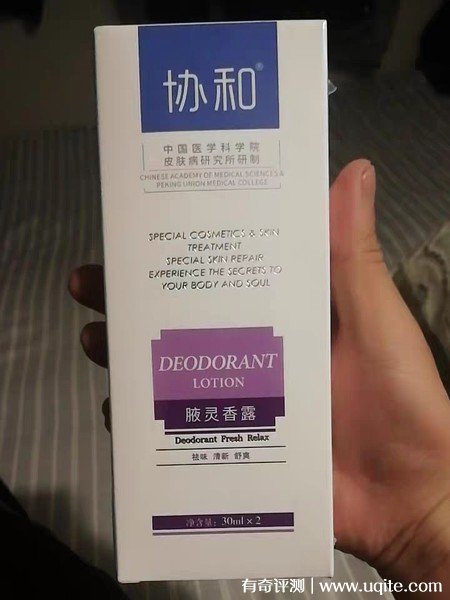 协和®
中国医学科学院
皮肤病研究所研制
CHINESE ACADEMY OF MEDICAL SCIENCES &
PEKING UNION MEDICAL COLLEGE
SPECIAL COSMETICS & SKIN
TREATMENT
SPECIAL SKIN REPAIR
EXPERIENCE THE SECRETS TO
YOUR BODY AND SOUL
DEODORANT
LOTION
腋灵香露
Deodorant Fresh Relax
祛味 清新 舒爽
净含量：30ml×2
有奇评测 | www.uqite.com